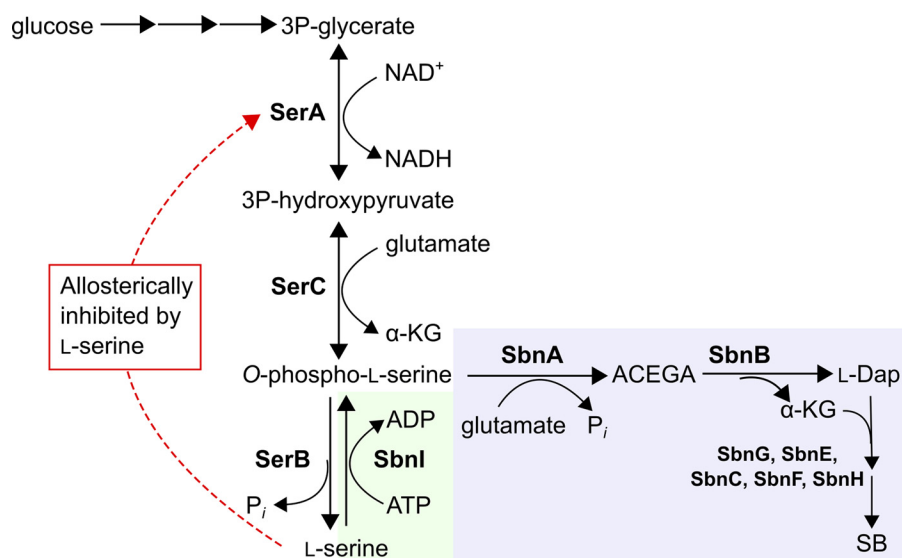 glucose
3P-glycerate
NAD+
SerA
NADH
3P-hydroxypyruvate
glutamate
SerC
α-KG
Allosterically
inhibited by
L-serine
O-phospho-L-serine
SbnA
ACEGA
SbnB
L-Dap
glutamate
Pi
α-KG
ADP
SerB
SbnI
Pi
ATP
SbnG, SbnE,
SbnC, SbnF, SbnH
L-serine
SB